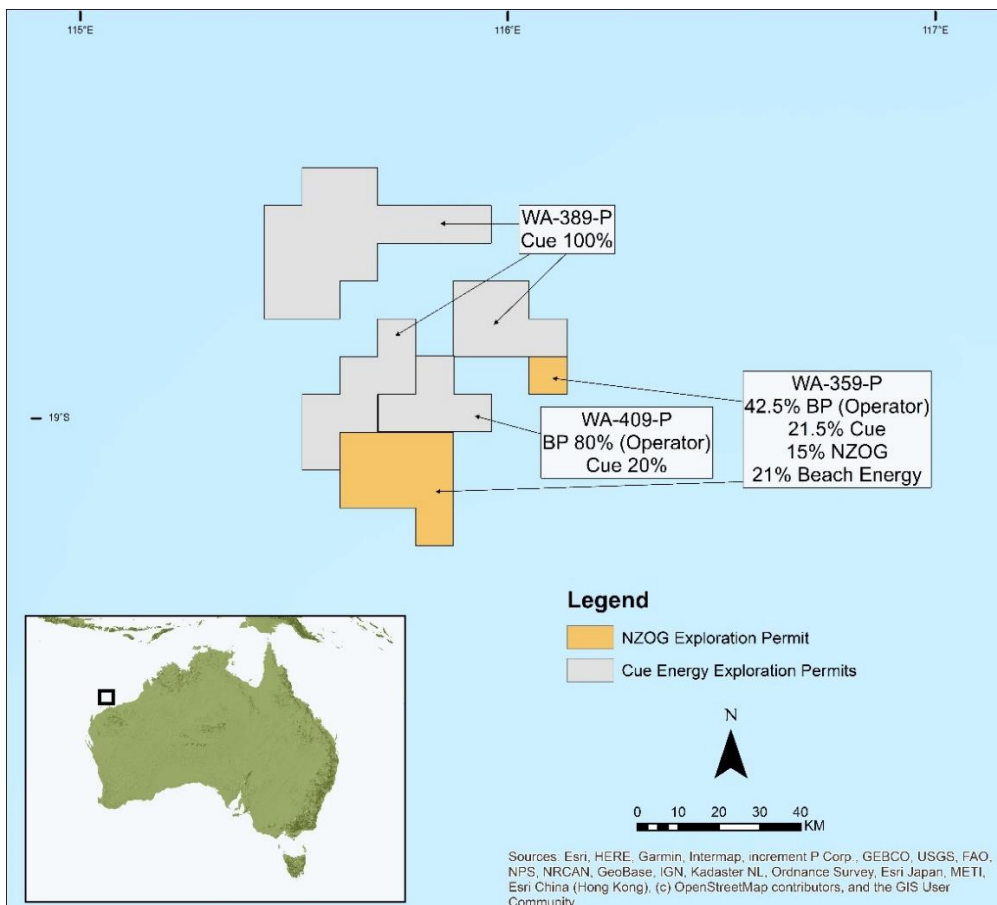 115°E
116°E
117°E
WA-389-P
Cue 100%
19°S
WA-409-P
BP 80% (Operator)
Cue 20%
WA-359-P
42.5% BP (Operator)
21.5% Cue
15% NZOG
21% Beach Energy
Legend
NZOG Exploration Permit
Cue Energy Exploration Permits
N
0 10 20 30 40
KM
Sources: Esri, HERE, Garmin, Intermap, increment P Corp., GEBCO, USGS, FAO,
NPS, NRCAN, GeoBase, IGN, Kadaster NL, Ordnance Survey, Esri Japan, METI,
Esri China (Hong Kong), (c) OpenStreetMap contributors, and the GIS User
Community